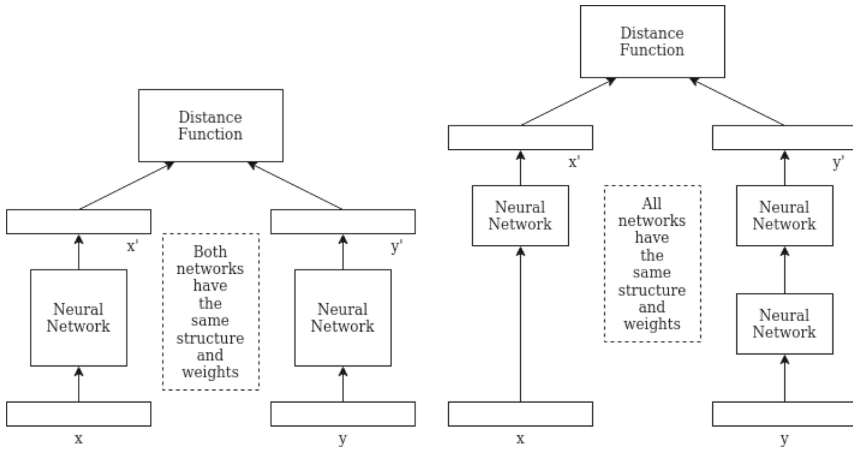 Distance
Function
x'
y'
Both
networks
have
the
same
structure
and
weights
Neural
Network
Neural
Network
x
y
Distance
Function
x'
y'
Neural
Network
All
networks
have
the
same
structure
and
weights
Neural
Network
Neural
Network
x
y